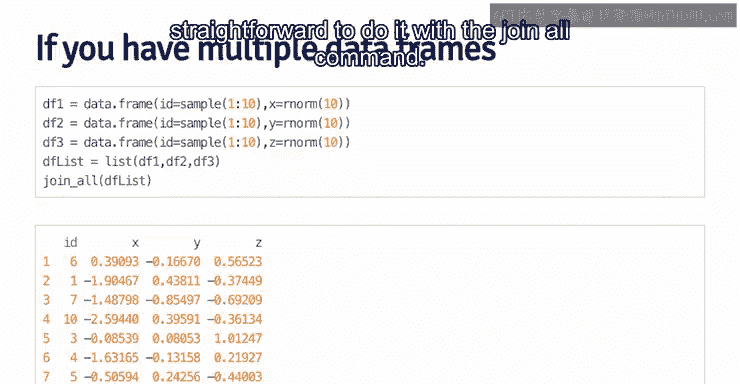 straightforward to do it with the join all
If you have multiple data frames
command.
df1 = data.frame(id=sample(1:10),x=rnorm(10))
df2 = data.frame(id=sample(1:10),y=rnorm(10))
df3 = data.frame(id=sample(1:10),z=rnorm(10))
dfList = list(df1,df2,df3)
join_all(dfList)
id x y z
1 6 0.39093 -0.16670 0.56523
2 1 -1.90467 0.43811 -0.37449
3 7 -1.48798 -0.85497 -0.69209
4 10 -2.59440 0.39591 -0.36134
5 3 -0.08539 0.08053 1.01247
6 4 -1.63165 -0.13158 0.21927
7 5 -0.50594 0.24256 -0.44003